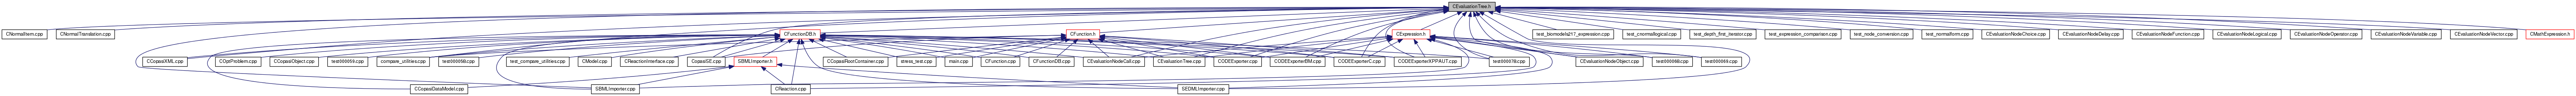 CEvaluationTree.h
CNormalItem.cpp
CNormalTranslation.cpp
CFunctionDB.h
CFunction.h
CExpression.h
test_biomodels217_expression.cpp
test_cnormallogical.cpp
test_depth_first_iterator.cpp
test_expression_comparison.cpp
test_node_conversion.cpp
test_normalform.cpp
CEvaluationNodeChoice.cpp
CEvaluationNodeDelay.cpp
CEvaluationNodeFunction.cpp
CEvaluationNodeLogical.cpp
CEvaluationNodeOperator.cpp
CEvaluationNodeVariable.cpp
CEvaluationNodeVector.cpp
CMathExpression.h
CCopasiXML.cpp
COptProblem.cpp
CCopasiObject.cpp
test000059.cpp
compare_utilities.cpp
test000058.cpp
test_compare_utilities.cpp
CModel.cpp
CReactionInterface.cpp
CopasiSE.cpp
SBMLImporter.h
CCopasiRootContainer.cpp
stress_test.cpp
main.cpp
CFunction.cpp
CFunctionDB.cpp
CEvaluationNodeCall.cpp
CEvaluationTree.cpp
CODEExporter.cpp
CODEExporterBM.cpp
CODEExporterC.cpp
CODEExporterXPPAUT.cpp
test000078.cpp
CEvaluationNodeObject.cpp
test000068.cpp
test000069.cpp
CCopasiDataModel.cpp
SBMLImporter.cpp
CReaction.cpp
SEDMLImporter.cpp